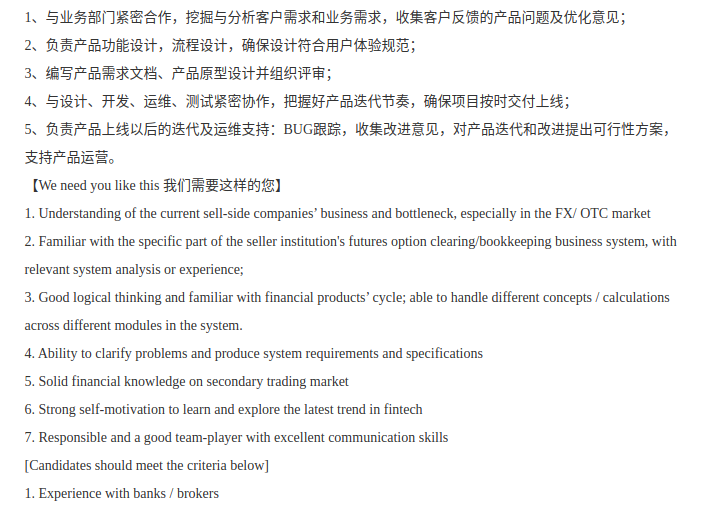 1、与业务部门紧密合作，挖掘与分析客户需求和业务需求，收集客户反馈的产品问题及优化意见；
2、负责产品功能设计，流程设计，确保设计符合用户体验规范；
3、编写产品需求文档、产品原型设计并组织评审；
4、与设计、开发、运维、测试紧密协作，把握好产品迭代节奏，确保项目按时交付上线；
5、负责产品上线以后的迭代及运维支持：BUG跟踪，收集改进意见，对产品迭代和改进提出可行性方案，
支持产品运营。
【We need you like this 我们需要这样的您】
1. Understanding of the current sell-side companies’ business and bottleneck, especially in the FX/ OTC market
2. Familiar with the specific part of the seller institution's futures option clearing/bookkeeping business system, with
relevant system analysis or experience;
3. Good logical thinking and familiar with financial products’ cycle; able to handle different concepts / calculations
across different modules in the system.
4. Ability to clarify problems and produce system requirements and specifications
5. Solid financial knowledge on secondary trading market
6. Strong self-motivation to learn and explore the latest trend in fintech
7. Responsible and a good team-player with excellent communication skills
[Candidates should meet the criteria below]
1. Experience with banks / brokers